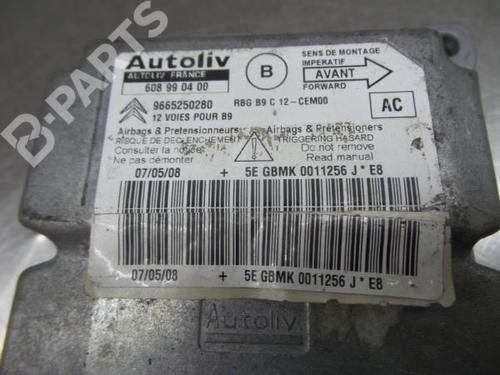 Autoliv
AUTOLIV FRANCE
608 99 04 00
B
SENS DE MONTAGE
IMPERATIF
AVANT
FORWARD
9665250280
RBG B9 C 12-CEM00
12 VOIES POUR B9
AC
Airbags & Pretensionneurs
Airbags & Pretensioners
RISQUE DE DECLENCHEMENT
TRIGGERING HASARD
Consulter la notice
Do not remove
Ne pas démonter
Read manual
07/05/08 + 5E GBMK 0011256 J * E8
07/05/08 + 5E GBMK 0011256 J * E8
Autoliv
B-PARTS